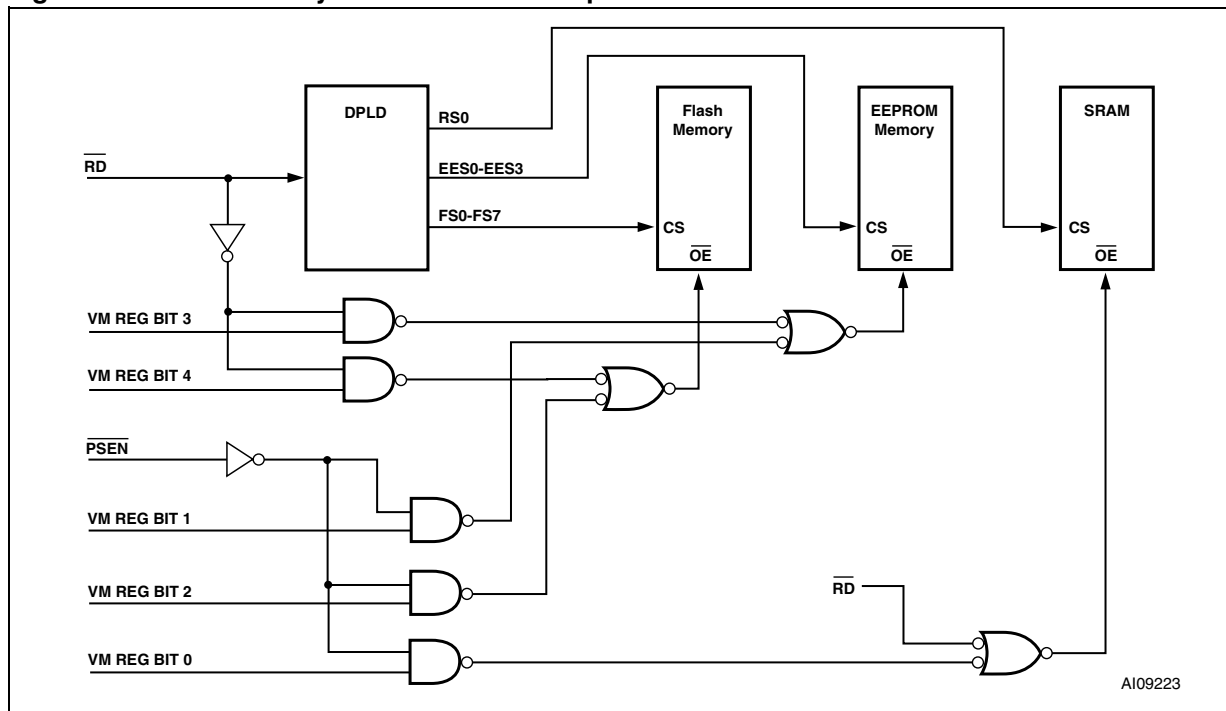 DPLD
RS0
EES0-EES3
FS0-FS7
Flash
Memory
CS
OE
EEPROM
Memory
CS
OE
SRAM
CS
OE
RD
VM REG BIT 3
VM REG BIT 4
PSEN
VM REG BIT 1
VM REG BIT 2
VM REG BIT 0
RD
AI09223